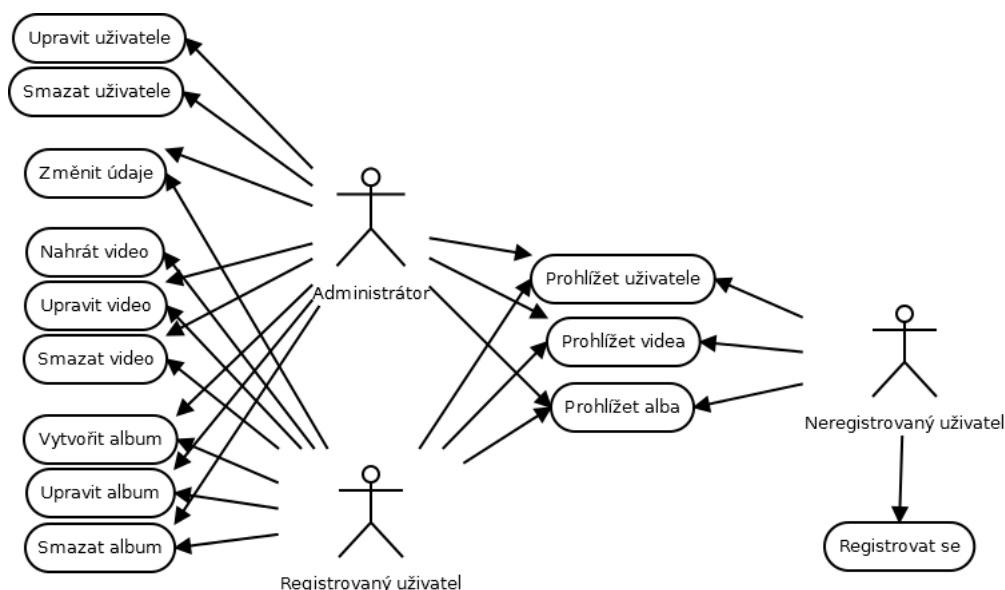 Upravit uživatele
Smazat uživatele
Změnit údaje
Nahrát video
Upravit video
Smazat video
Vytvořit album
Upravit album
Smazat album
Administrátor
Registrovaný uživatel
Prohlížet uživatele
Prohlížet videa
Prohlížet alba
Neregistrovaný uživatel
Registrovat se